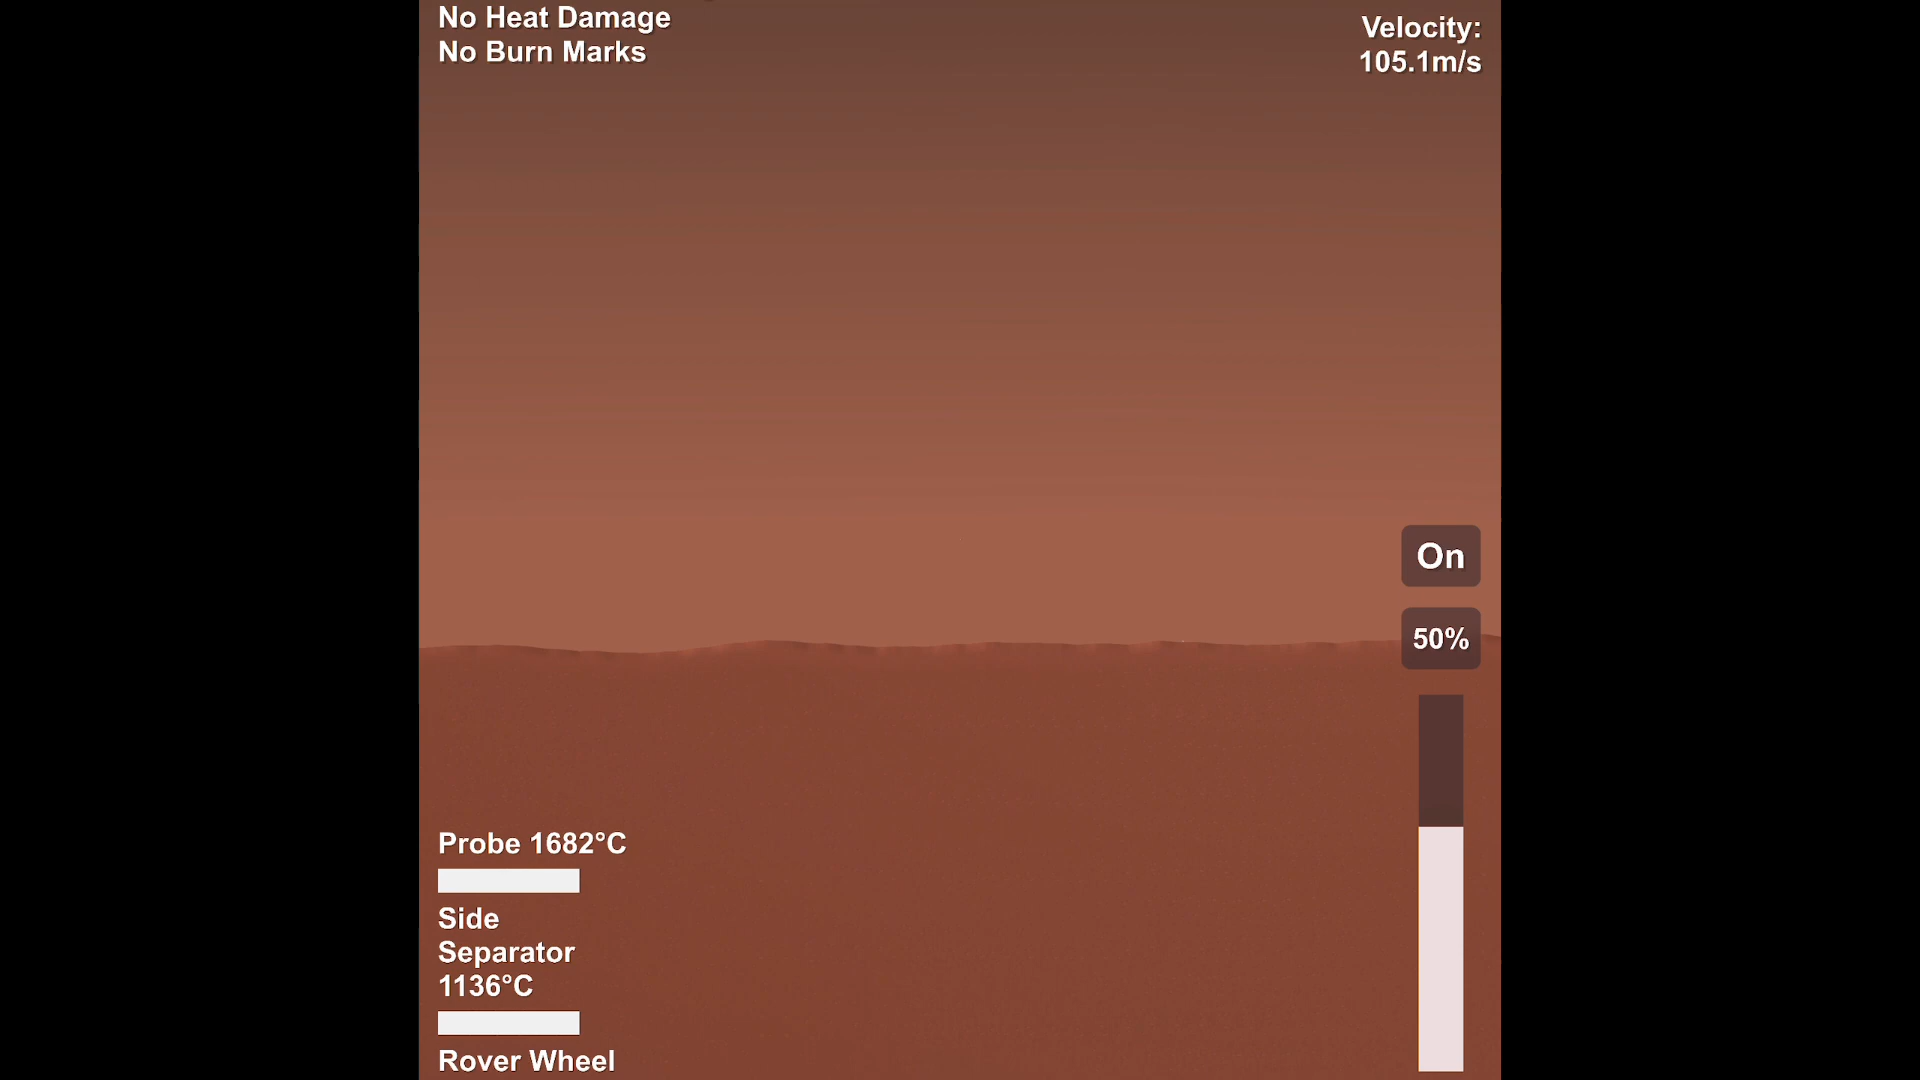 No Heat Damage
No Burn Marks
Velocity:
105.1m/s
On
50%
Probe 1682°C
Side
Separator
1136°C
Rover Wheel